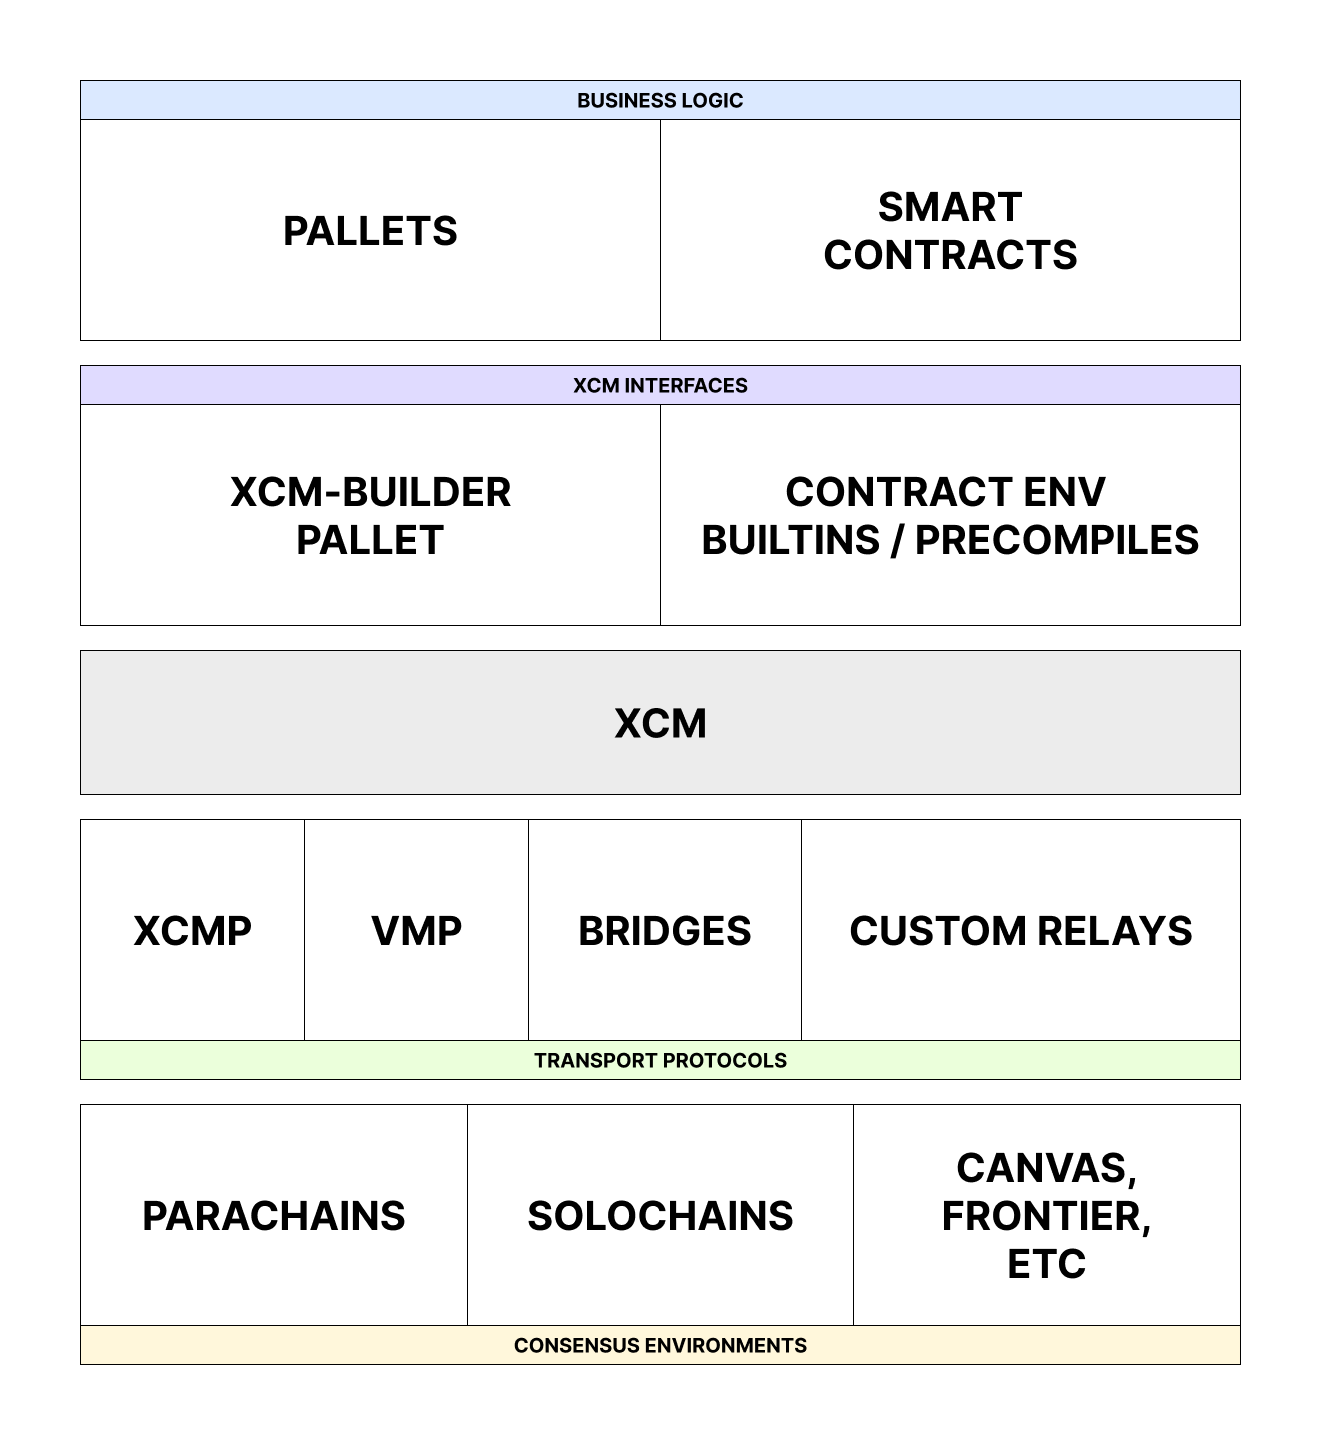 BUSINESS LOGIC
PALLETS
SMART
CONTRACTS
XCM INTERFACES
XCM-BUILDER
PALLET
CONTRACT ENV
BUILTINS / PRECOMPILES
XCM
XCMP
VMP
BRIDGES
CUSTOM RELAYS
TRANSPORT PROTOCOLS
PARACHAINS
SOLOCHAINS
CANVAS,
FRONTIER,
ETC
CONSENSUS ENVIRONMENTS